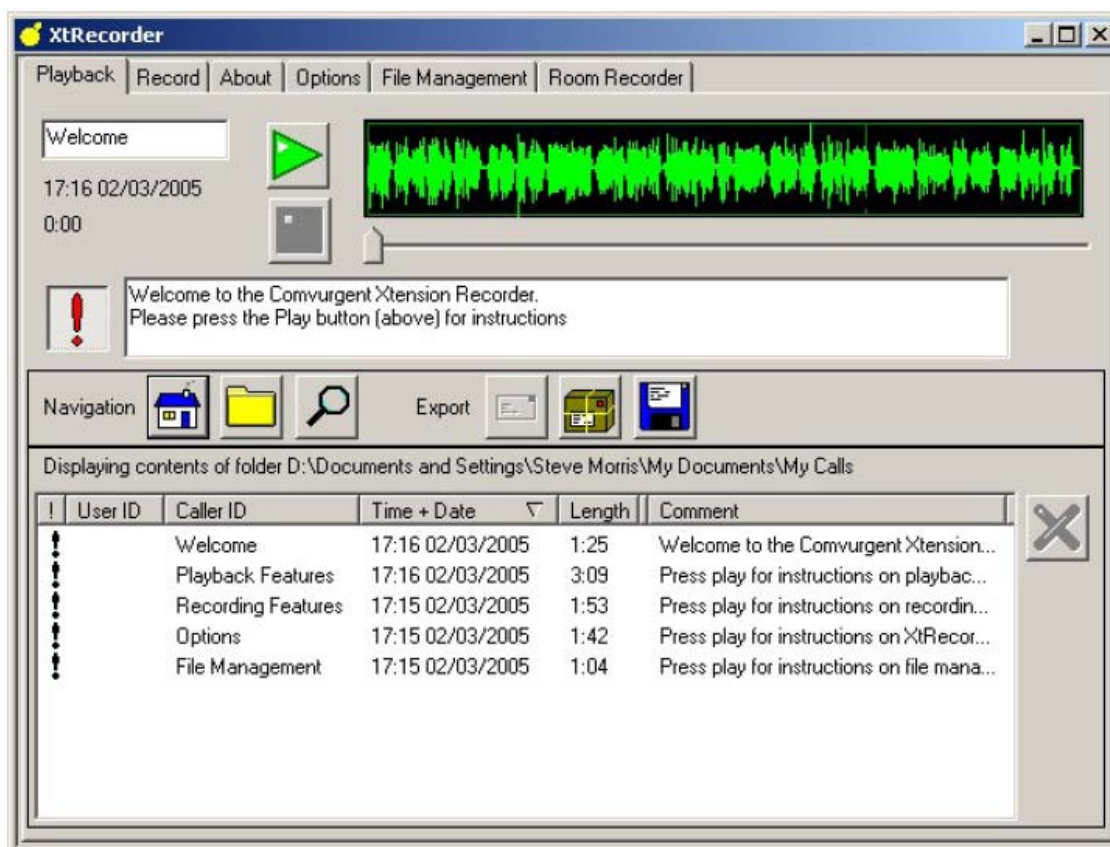 XtRecorder
Playback Record About Options File Management Room Recorder
Welcome
17:16 02/03/2005
0:00
Welcome to the Comvurgent Xtension Recorder.
Please press the Play button (above) for instructions
Navigation Export
Displaying contents of folder D:\Documents and Settings\Steve Morris\My Documents\My Calls
! User ID Caller ID Time + Date Length Comment
! Welcome 17:16 02/03/2005 1:25 Welcome to the Comvurgent Xtension...
! Playback Features 17:16 02/03/2005 3:09 Press play for instructions on playbac...
! Recording Features 17:15 02/03/2005 1:53 Press play for instructions on recordin...
! Options 17:15 02/03/2005 1:42 Press play for instructions on XtRecor...
! File Management 17:15 02/03/2005 1:04 Press play for instructions on file mana...